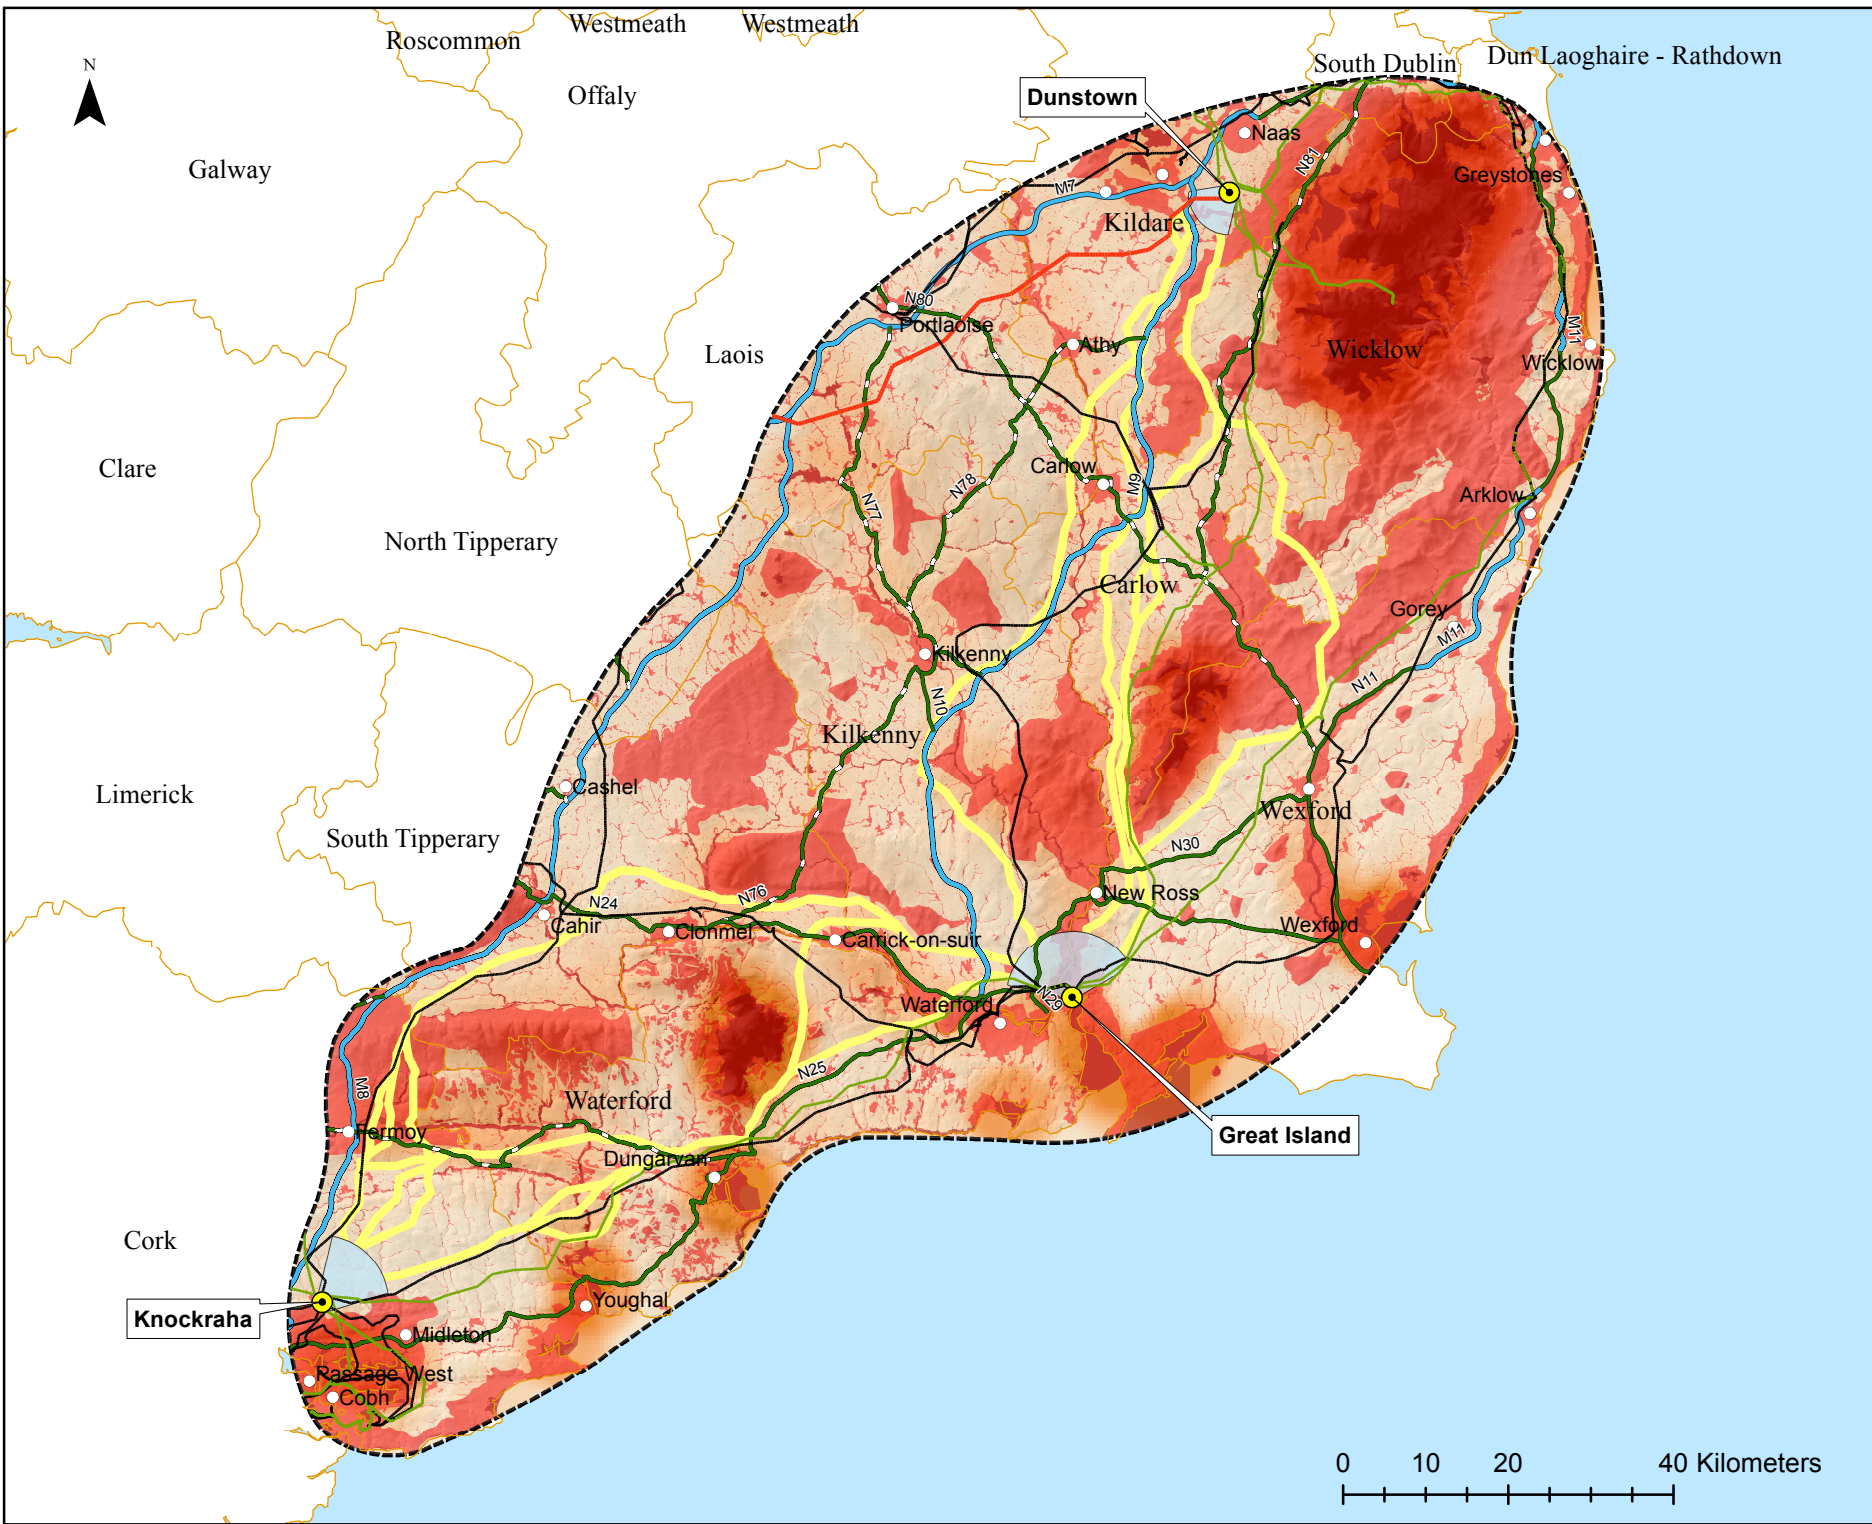 Westmeath
Westmeath
Roscommon
South Dublin
Dun Laoghaire - Rathdown
N
Offaly
Dunstown
Naas
Galway
N81
Greystones
M7
Kildare
N80
Portlaoise
M11
Athy
Laois
Wicklow
Wicklow
Clare
Carlow
M9
N78
Arklow
N77
North Tipperary
Carlow
Gorey
M11
Kilkenny
N11
N10
Kilkenny
Cashel
Limerick
Wexford
South Tipperary
N30
N76
New Ross
N24
Cahir
Clonmel
Carrick-on-suir
Wexford
Waterford
N29
N25
M8
Waterford
Fermoy
Great Island
Dungarvan
Cork
Youghal
Knockraha
Midleton
Passage West
Cobh
0 10 20 40 Kilometers